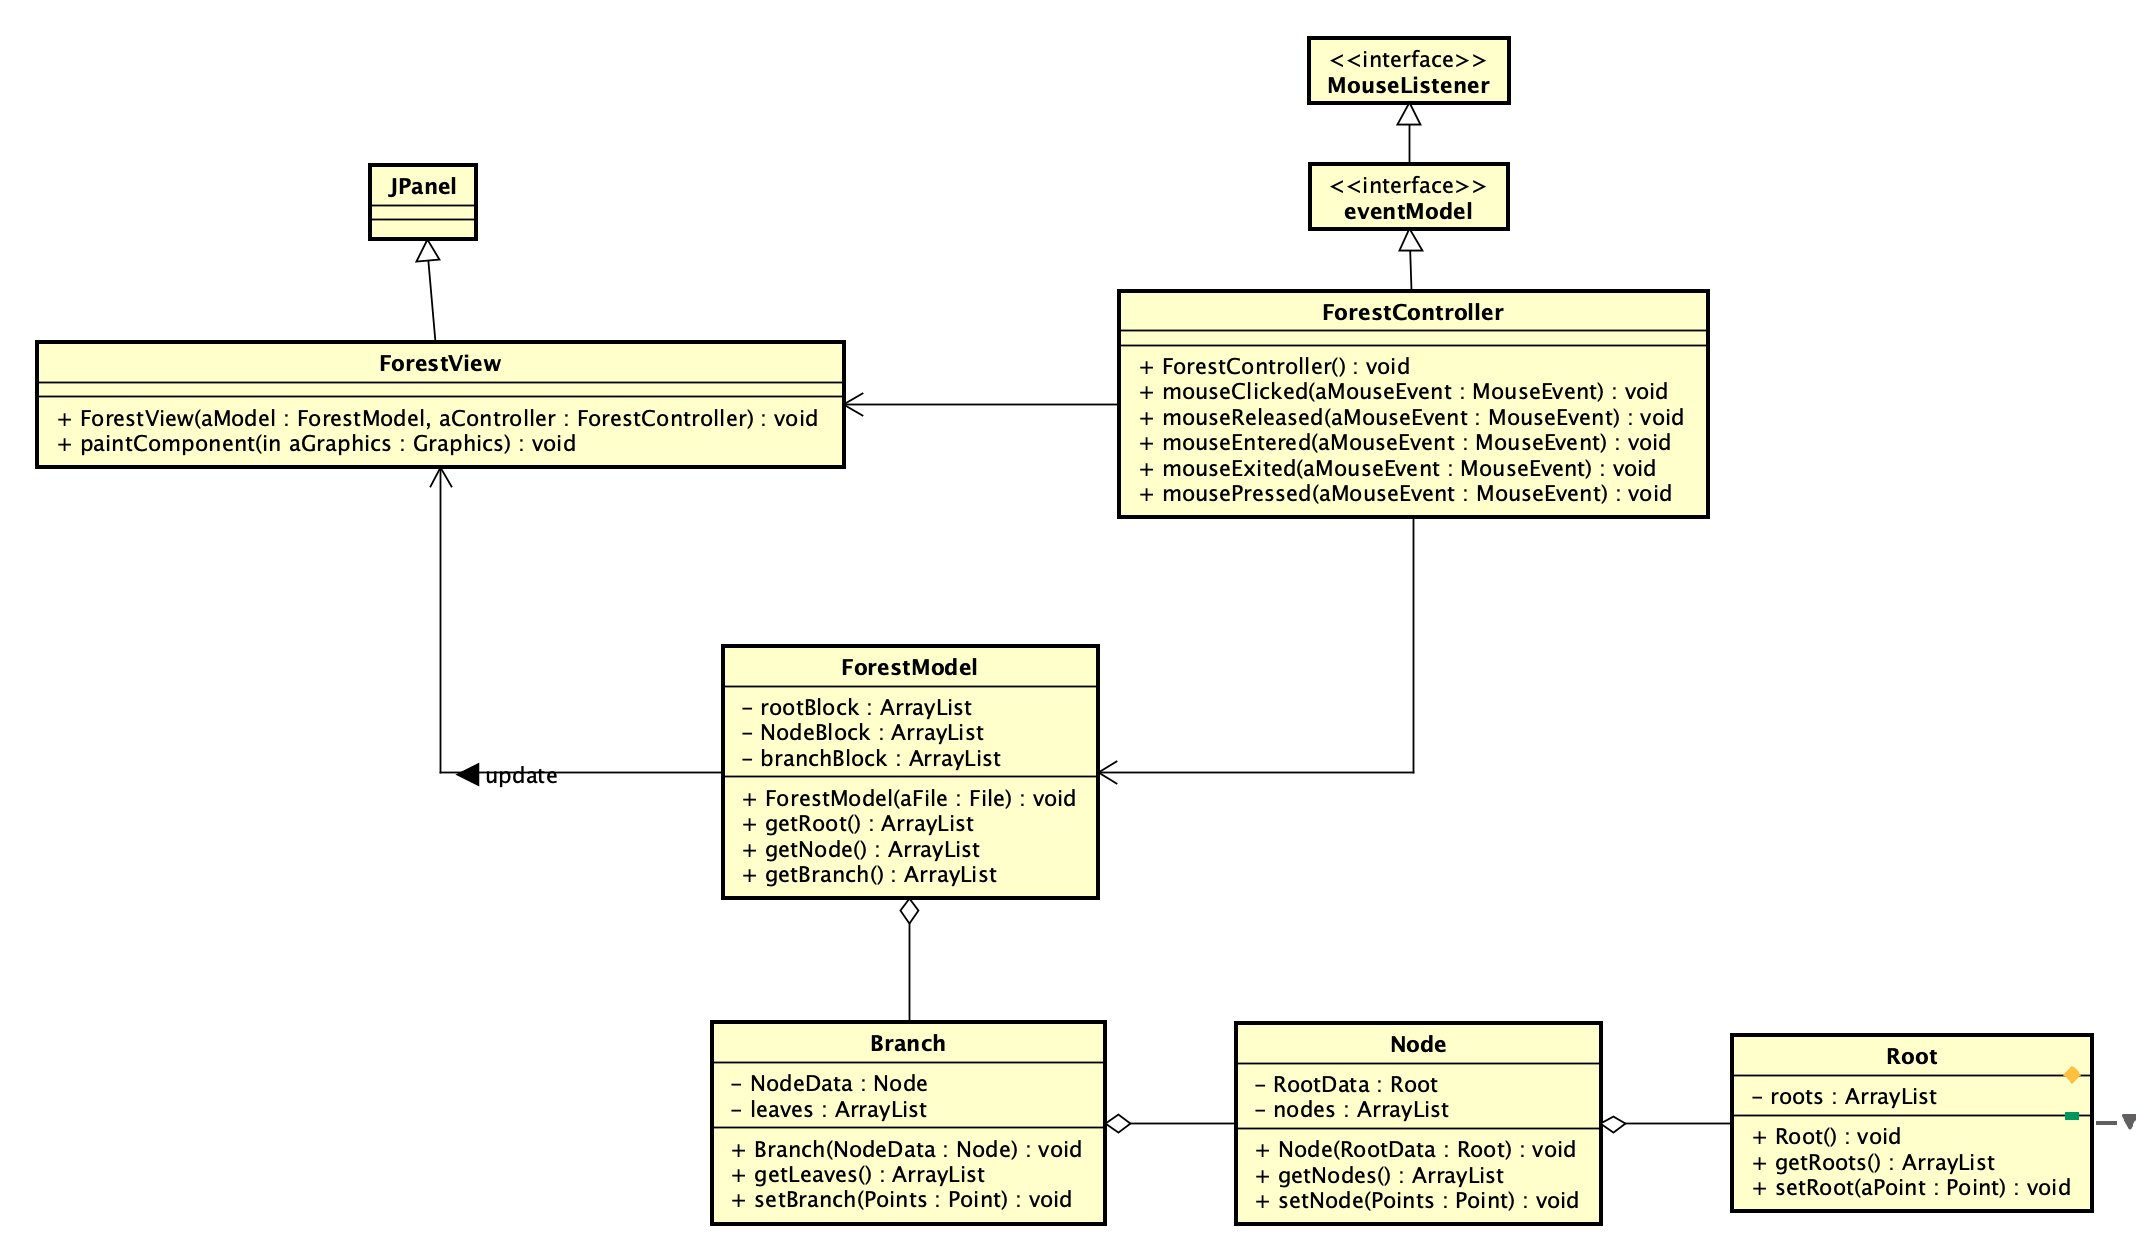 <<interface>>
MouseListener
<<interface>>
eventModel
JPanel
ForestView
+ ForestView(aModel : ForestModel, aController : ForestController) : void
+ paintComponent(in aGraphics : Graphics) : void
ForestController
+ ForestController() : void
+ mouseClicked(aMouseEvent : MouseEvent) : void
+ mouseReleased(aMouseEvent : MouseEvent) : void
+ mouseEntered(aMouseEvent : MouseEvent) : void
+ mouseExited(aMouseEvent : MouseEvent) : void
+ mousePressed(aMouseEvent : MouseEvent) : void
update
ForestModel
- rootBlock : ArrayList
- NodeBlock : ArrayList
- branchBlock : ArrayList
+ ForestModel(aFile : File) : void
+ getRoot() : ArrayList
+ getNode() : ArrayList
+ getBranch() : ArrayList
Branch
- NodeData : Node
- leaves : ArrayList
+ Branch(NodeData : Node) : void
+ getLeaves() : ArrayList
+ setBranch(Points : Point) : void
Node
- RootData : Root
- nodes : ArrayList
+ Node(RootData : Root) : void
+ getNodes() : ArrayList
+ setNode(Points : Point) : void
Root
- roots : ArrayList
+ Root() : void
+ getRoots() : ArrayList
+ setRoot(aPoint : Point) : void